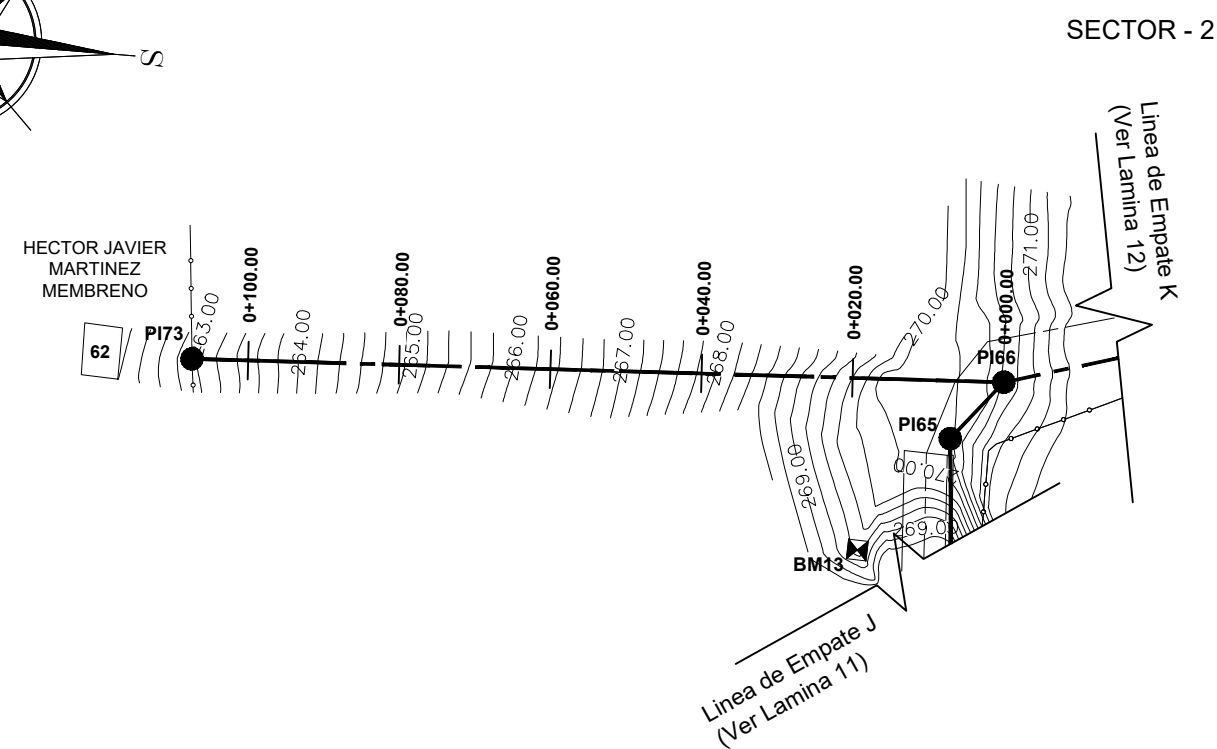 SECTOR - 2
S
Linea de Empate K
(Ver Lamina 12)
HECTOR JAVIER
MARTINEZ
MEMBRENO
62
PI73
263.00
0+100.00
264.00
0+080.00
265.00
0+060.00
266.00
267.00
0+040.00
268.00
0+020.00
270.00
0+000.00
271.00
PI66
PI65
269.00
270.00
269.00
BM13
Linea de Empate J
(Ver Lamina 11)